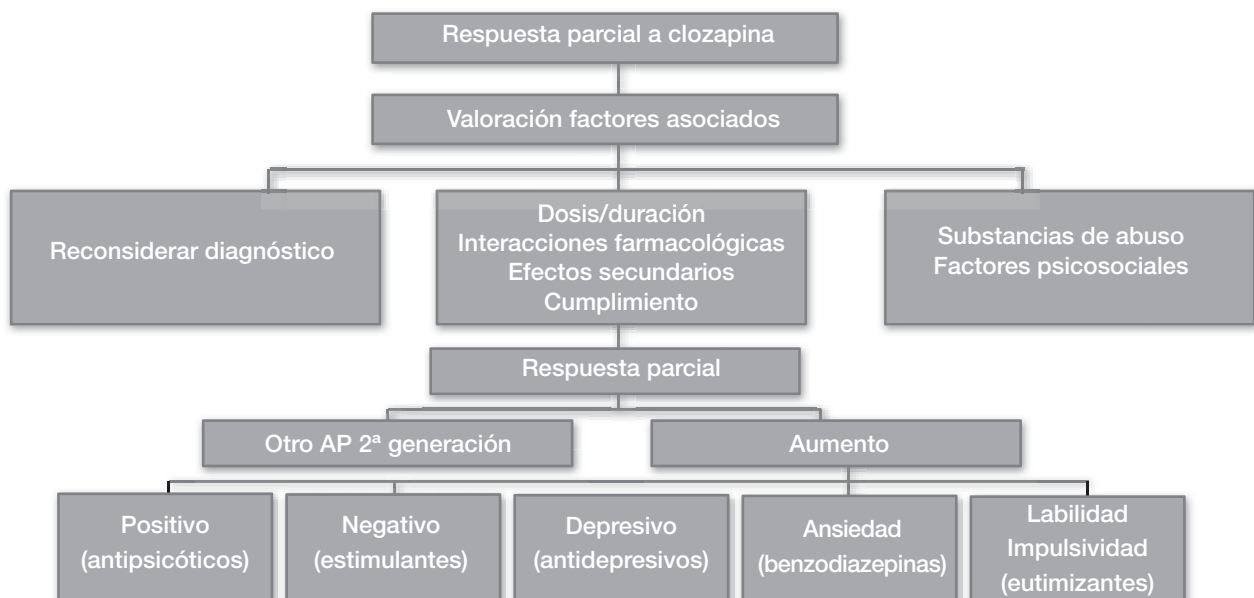 Respuesta parcial a clozapina
Valoración factores asociados
Reconsiderar diagnóstico
Dosis/duración
Interacciones farmacológicas
Efectos secundarios
Cumplimiento
Substancias de abuso
Factores psicosociales
Respuesta parcial
Otro AP 2ª generación
Aumento
Positivo
(antipsicóticos)
Negativo
(estimulantes)
Depresivo
(antidepresivos)
Ansiedad
(benzodiazepinas)
Labilidad
Impulsividad
(eutimizantes)